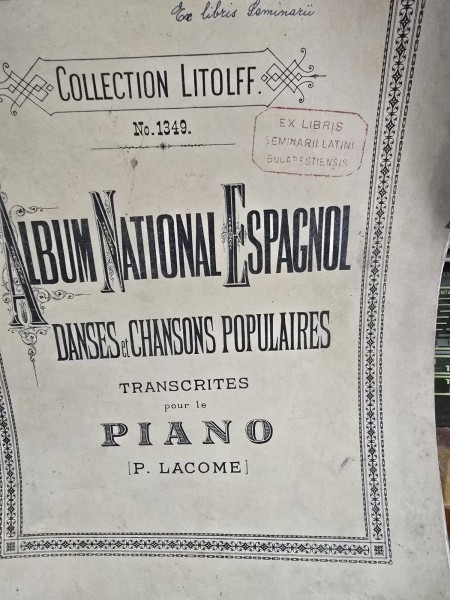 Ex libris Seminarii
COLLECTION LITOLFF.
No. 1349.
EX LIBRIS
SEMINARII LATINI
BUCARESTIENSIS
ALBUM NATIONAL ESPAGNOL
DANSES et CHANSONS POPULAIRES
TRANSCRITES
pour le
PIANO
[P. LACOME]